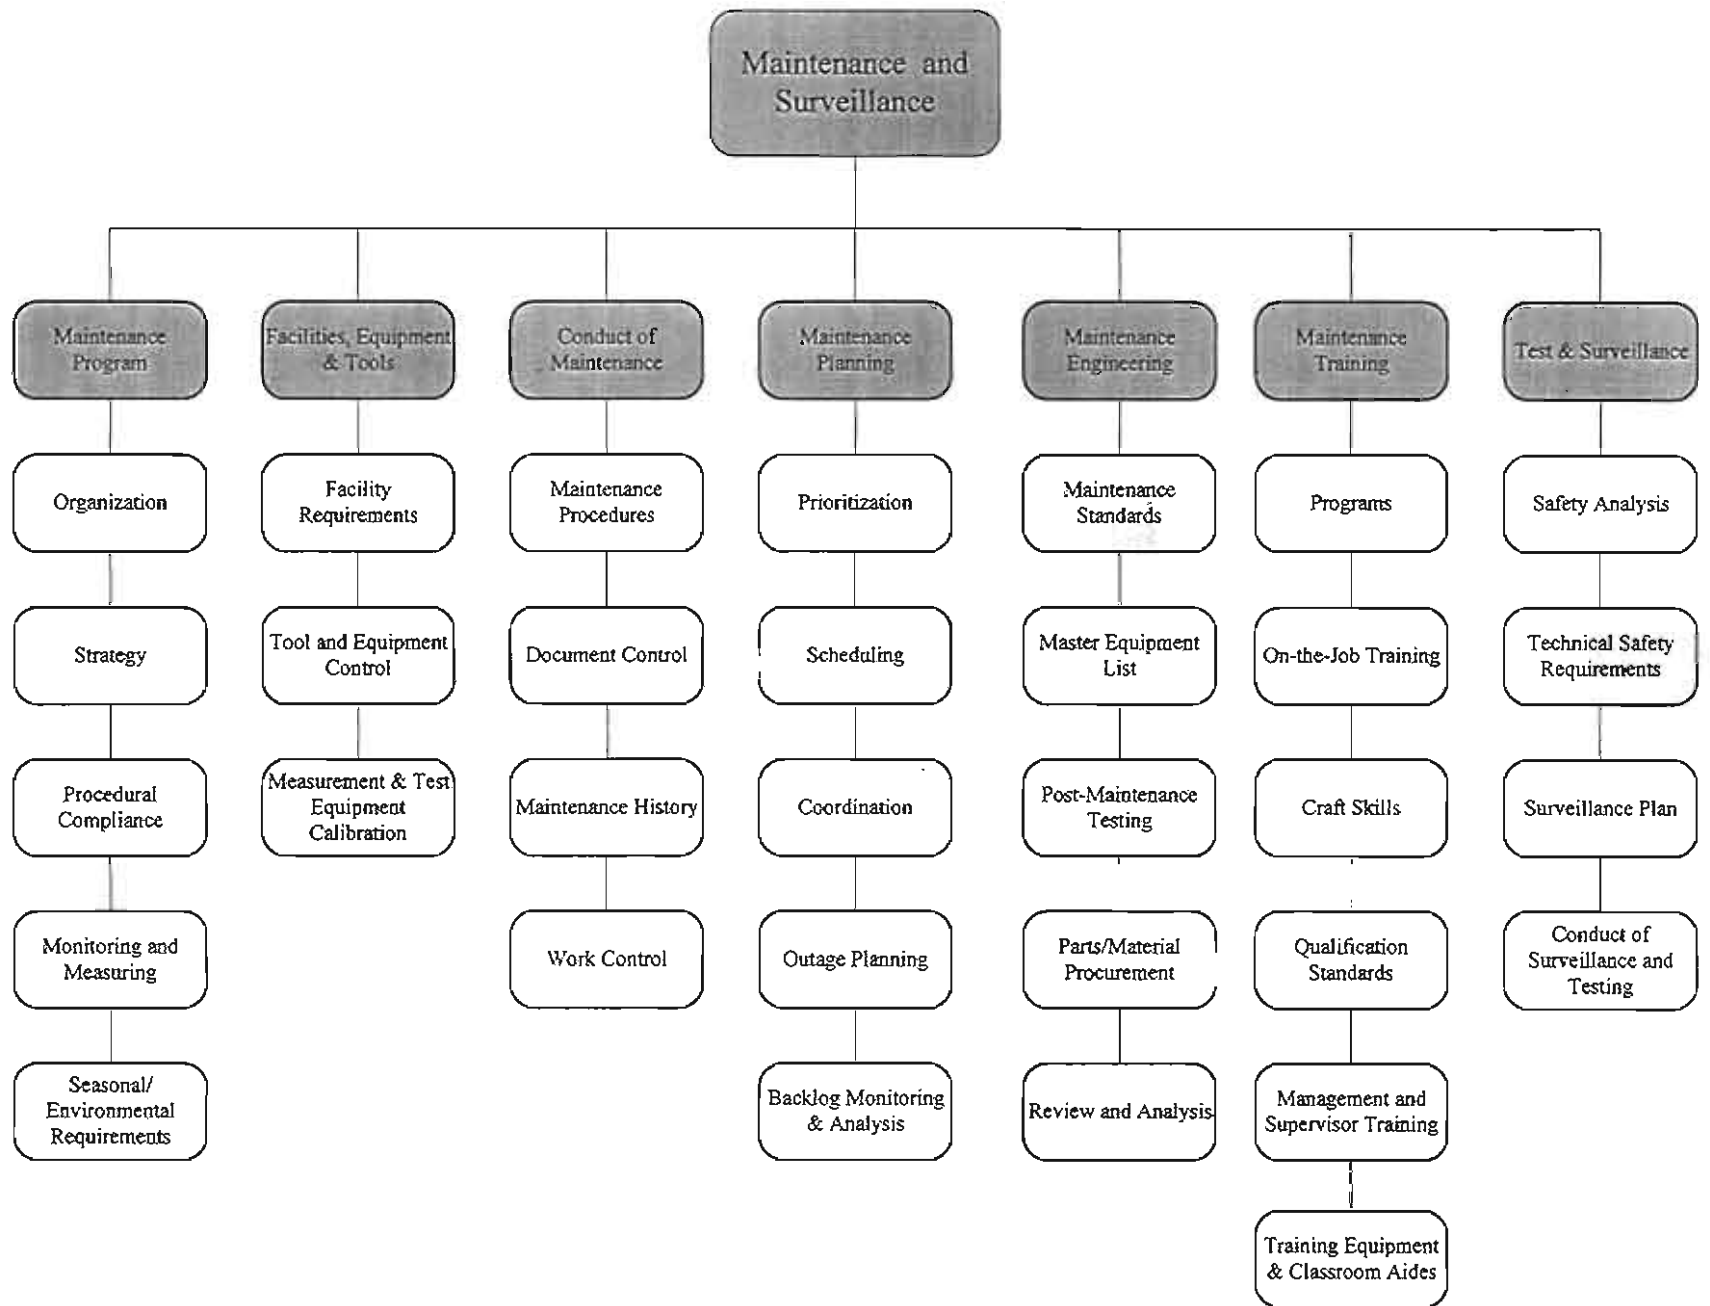 Maintenance and
Surveillance
Maintenance
Program
Facilities, Equipment
& Tools
Conduct of
Maintenance
Maintenance
Planning
Maintenance
Engineering
Maintenance
Training
Test & Surveillance
Organization
Facility
Requirements
Maintenance
Procedures
Prioritization
Maintenance
Standards
Programs
Safety Analysis
Strategy
Tool and Equipment
Control
Document Control
Scheduling
Master Equipment
List
On-the-Job Training
Technical Safety
Requirements
Procedural
Compliance
Measurement & Test
Equipment
Calibration
Maintenance History
Coordination
Post-Maintenance
Testing
Craft Skills
Surveillance Plan
Monitoring and
Measuring
Work Control
Outage Planning
Parts/Material
Procurement
Qualification
Standards
Conduct of
Surveillance and
Testing
Seasonal/
Environmental
Requirements
Backlog Monitoring
& Analysis
Review and Analysis
Management and
Supervisor Training
Training Equipment
& Classroom Aides